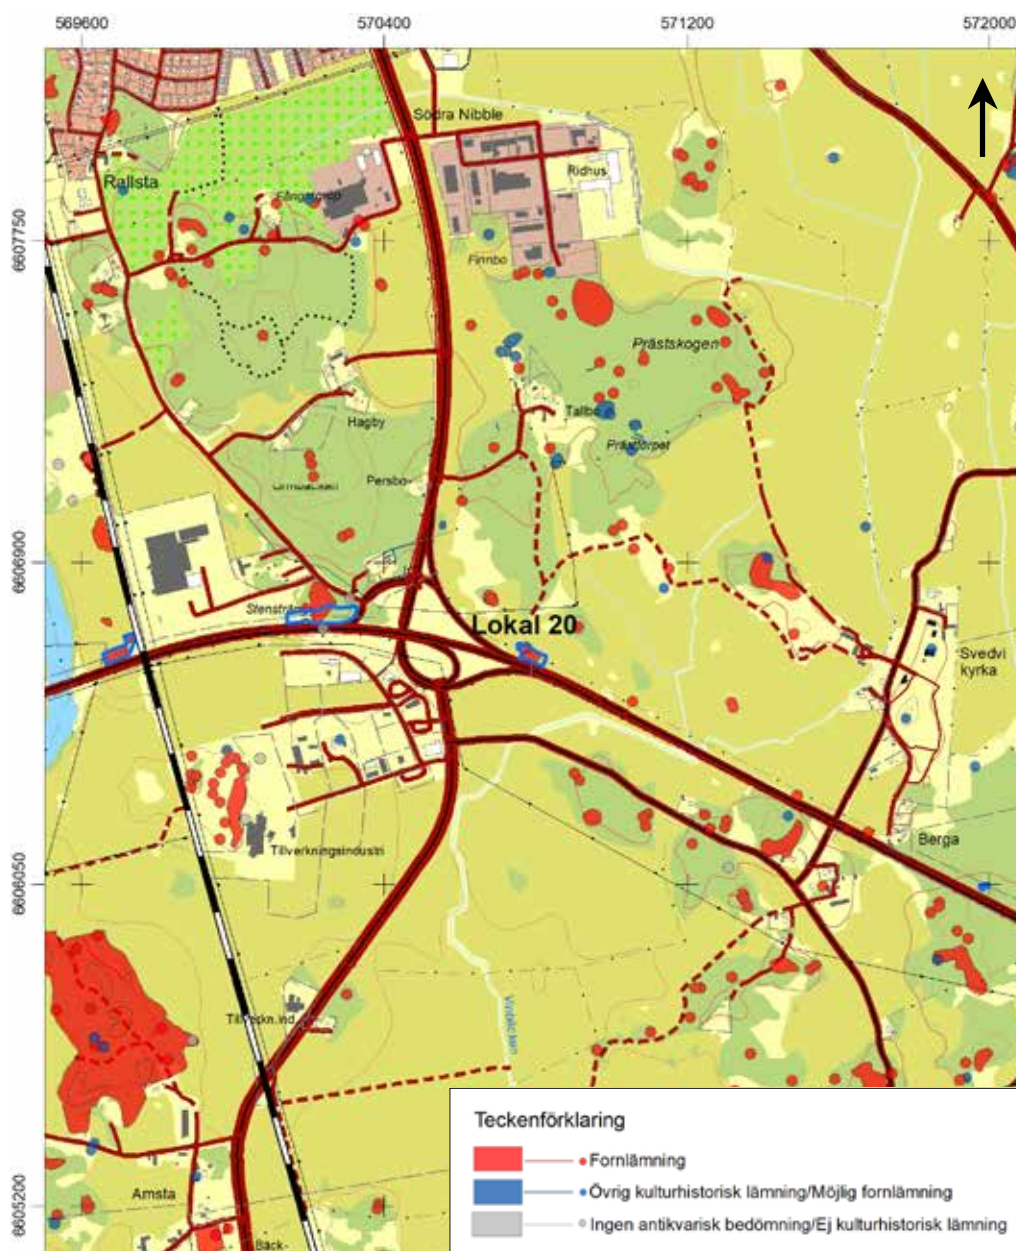 569600 570400 571200 572000
Södra Nibble
Ridhus
Rallsta
6607750
Finnbo
Prästskogen
Tallbo
Hagby
Prästtorpet
Persbo
6606900
Lokal 20
Svedvi
kyrka
Berga
Tillverkningsindustri
6606050
Tillverkn.ind
Amsta
6605200
Bäck-
Teckenförklaring
Fornlämning
Övrig kulturhistorisk lämning/Möjlig fornlämning
Ingen antikvarisk bedömning/Ej kulturhistorisk lämning